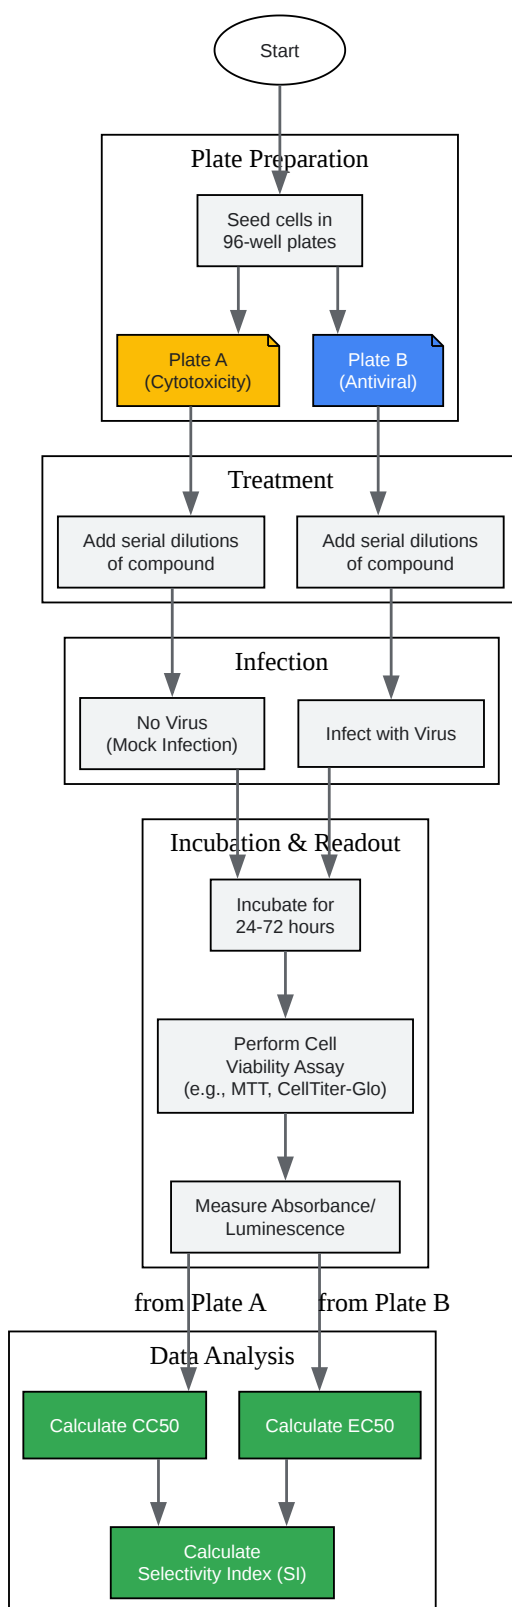 Start
Plate Preparation
Seed cells in
96-well plates
Plate A
(Cytotoxicity)
Plate B
(Antiviral)
Treatment
Add serial dilutions
of compound
Add serial dilutions
of compound
Infection
No Virus
(Mock Infection)
Infect with Virus
Incubation & Readout
Incubate for
24-72 hours
Perform Cell
Viability Assay
(e.g., MTT, CellTiter-Glo)
Measure Absorbance/
Luminescence
from Plate A
from Plate B
Data Analysis
Calculate CC50
Calculate EC50
Calculate
Selectivity Index (SI)